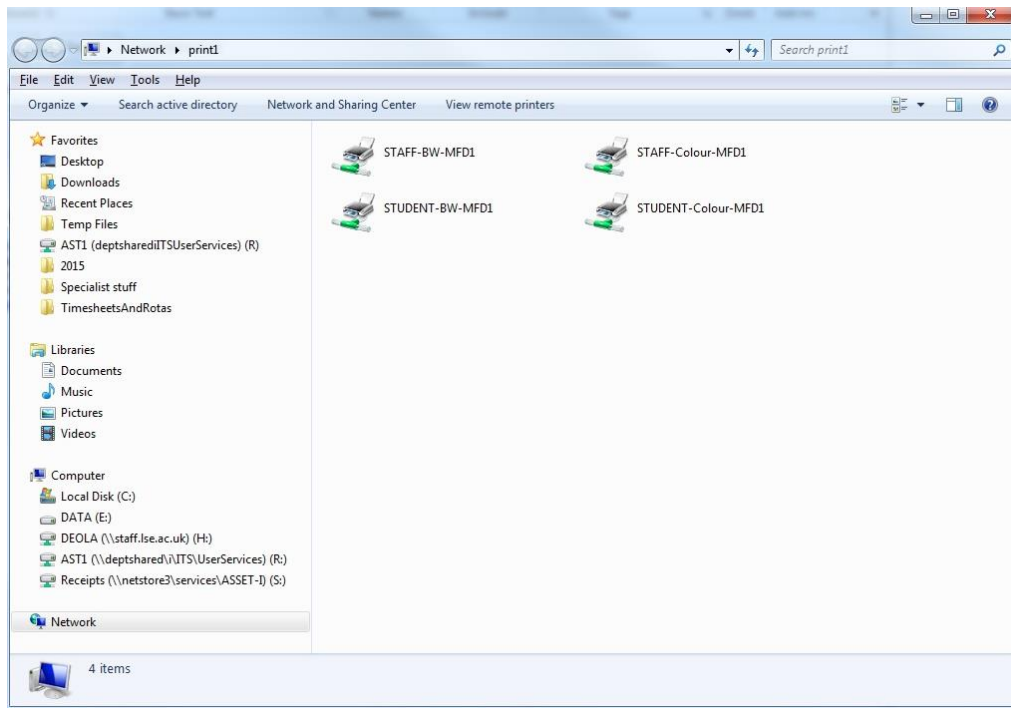 Network ▸ print1
Search print1
File Edit View Tools Help
Organize Search active directory Network and Sharing Center View remote printers
Favorites
Desktop
Downloads
Recent Places
Temp Files
AST1 (deptsharediITSUserServices) (R)
2015
Specialist stuff
TimesheetsAndRotas
Libraries
Documents
Music
Pictures
Videos
Computer
Local Disk (C:)
DATA (E:)
DEOLA (\\staff.lse.ac.uk) (H:)
AST1 (\\deptshared\i\ITS\UserServices) (R:)
Receipts (\\netstore3\services\ASSET-I) (S:)
Network
STAFF-BW-MFD1 STAFF-Colour-MFD1
STUDENT-BW-MFD1 STUDENT-Colour-MFD1
4 items